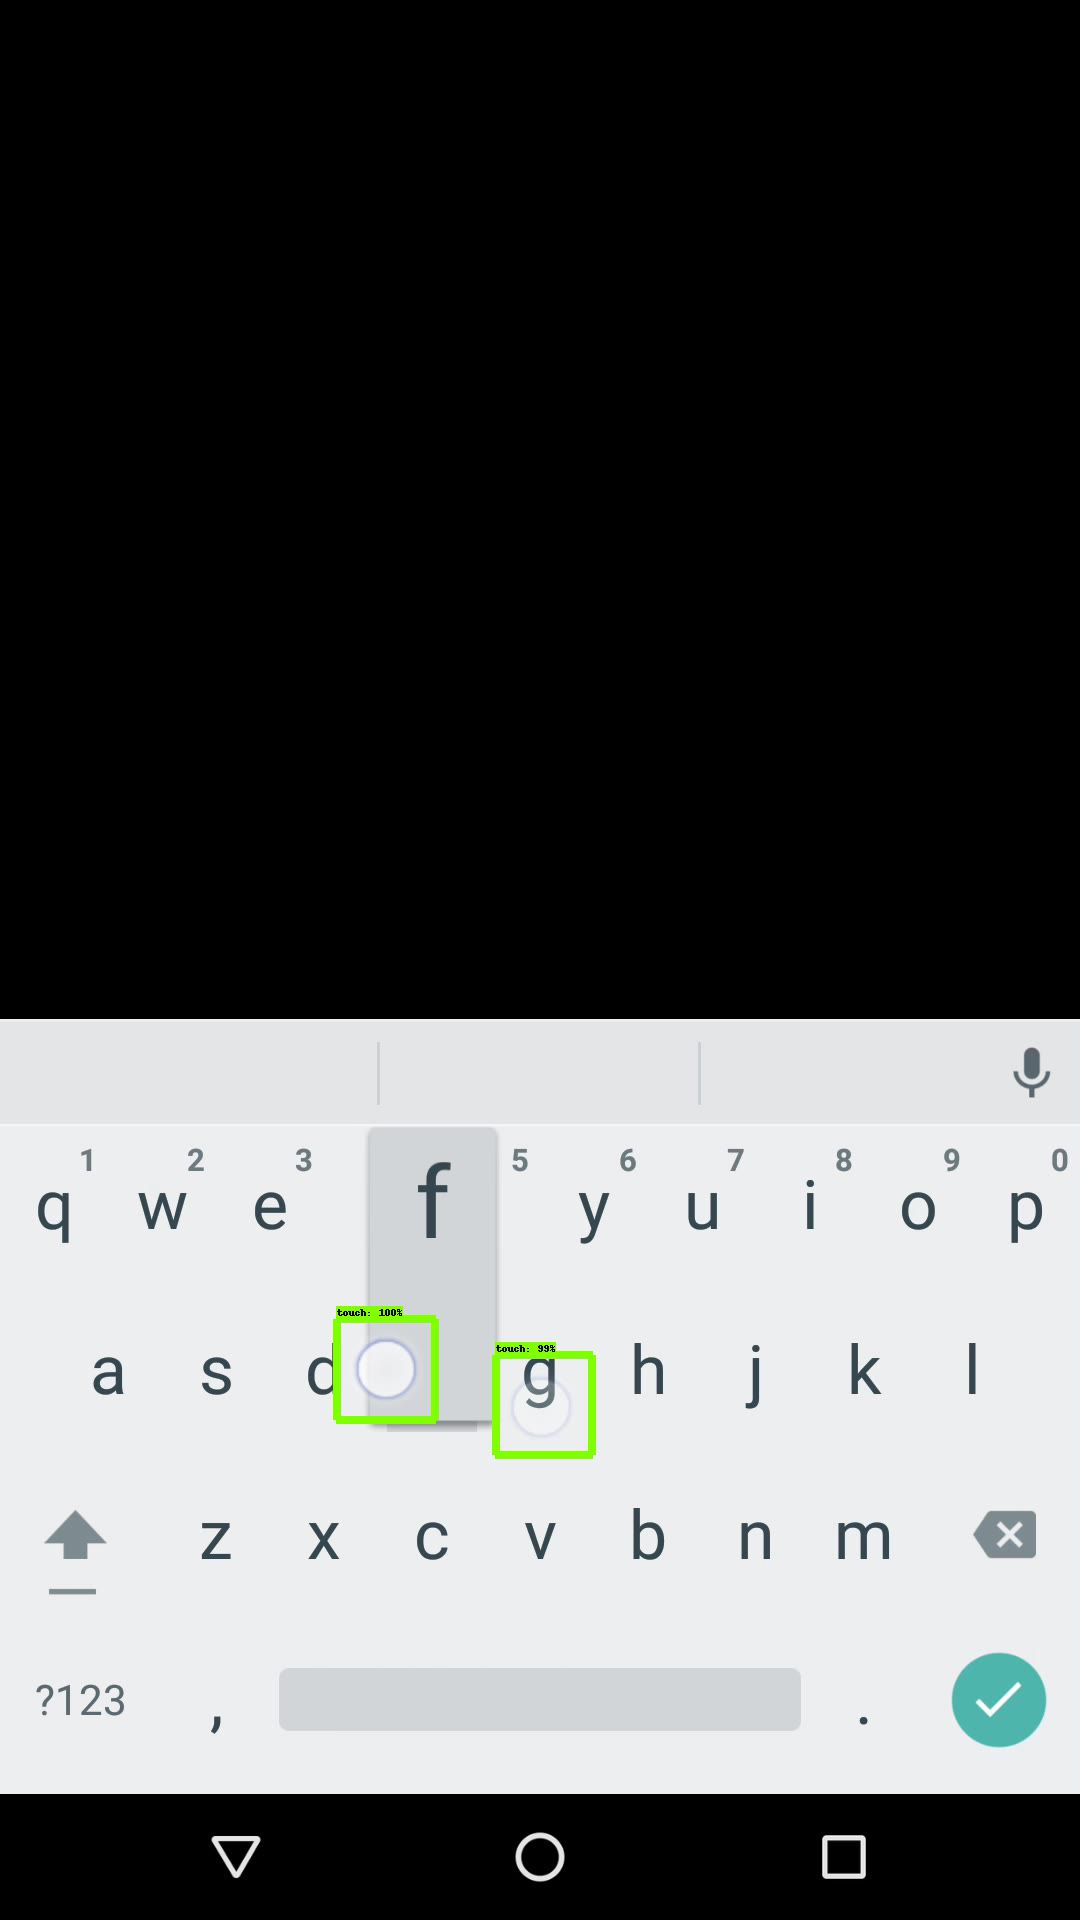 1 2 3 5 6 7 8 9 0
q w e f y u i o p
touch: 100%
touch: 99%
a s d g h j k l
z x c v b n m
?123 , .